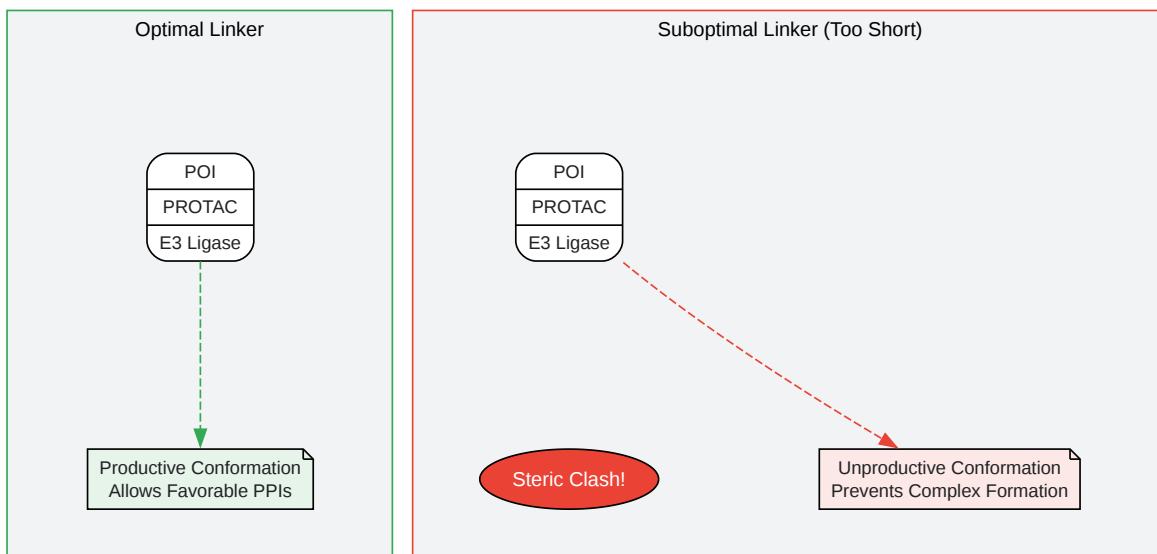 Optimal Linker
POI
PROTAC
E3 Ligase
Productive Conformation
Allows Favorable PPIs
Suboptimal Linker (Too Short)
POI
PROTAC
E3 Ligase
Steric Clash!
Unproductive Conformation
Prevents Complex Formation